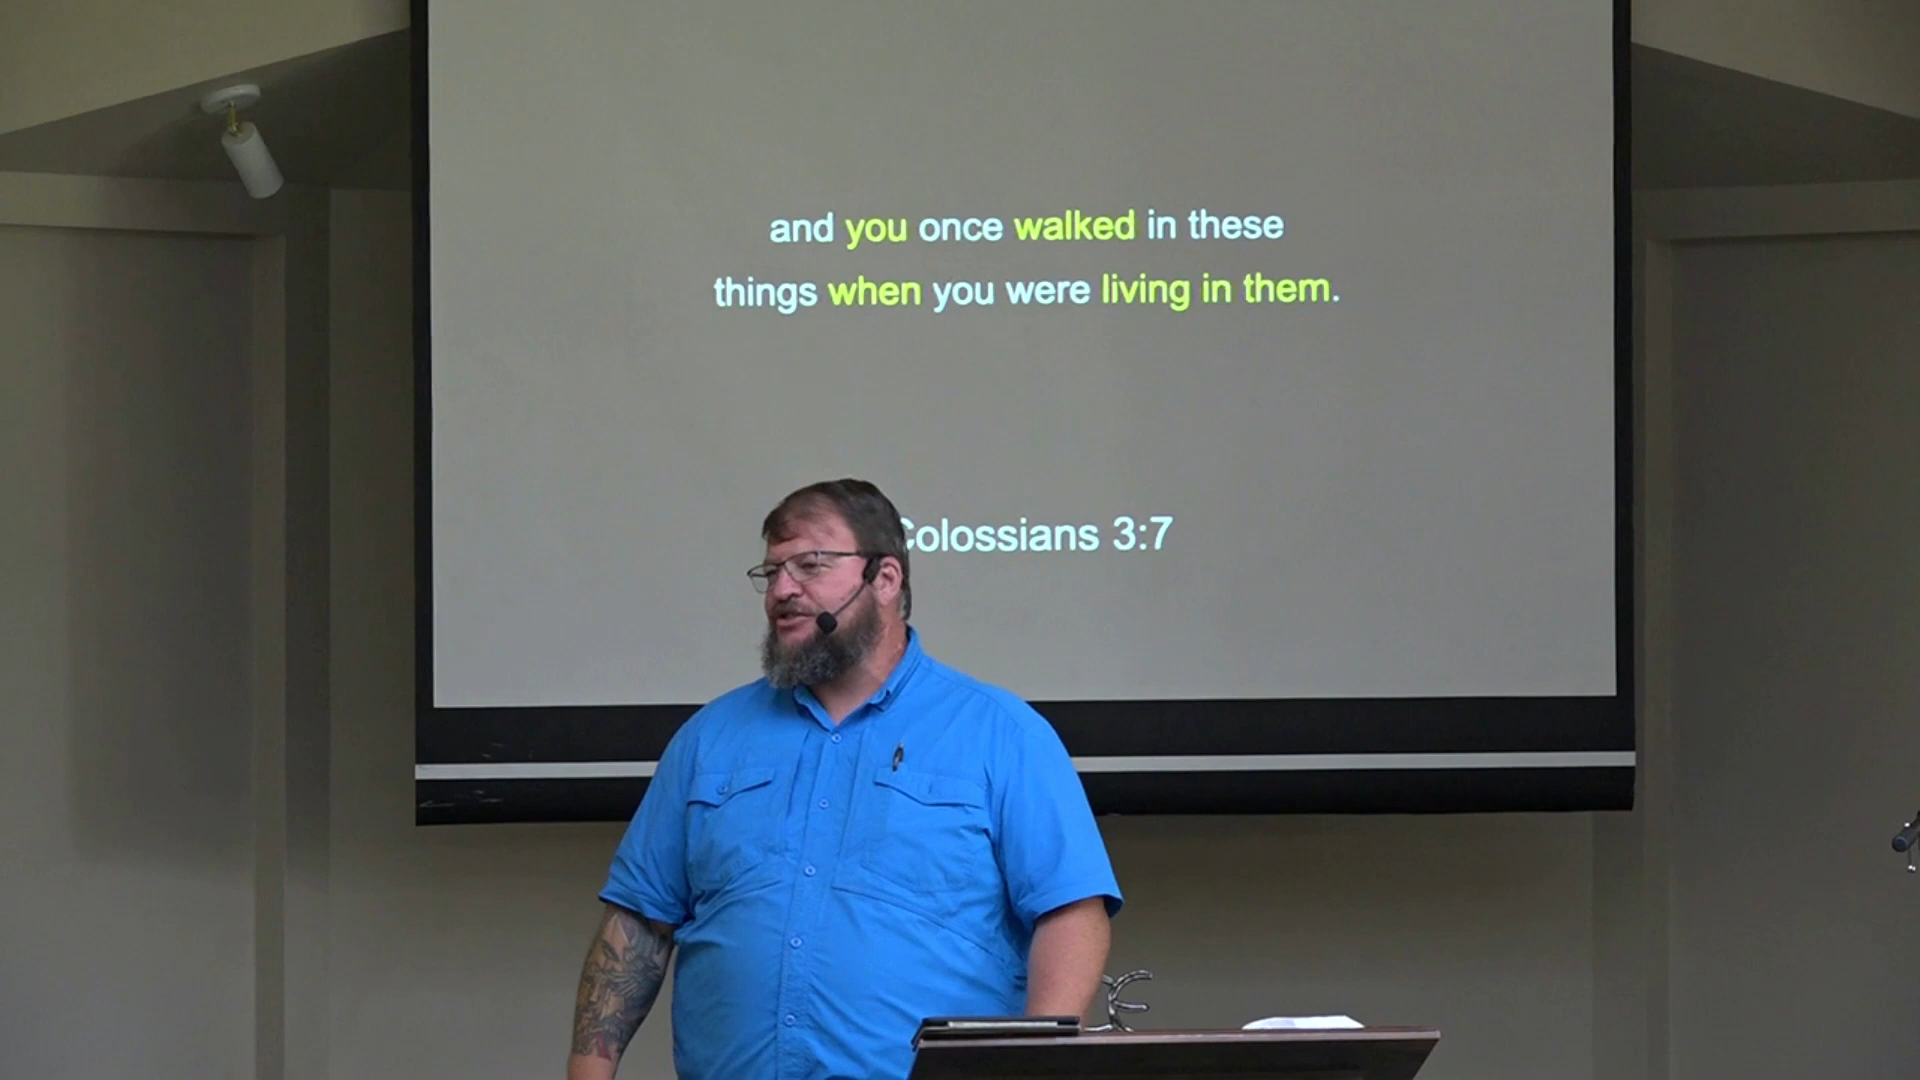 and you once walked in these
things when you were living in them.
Colossians 3:7